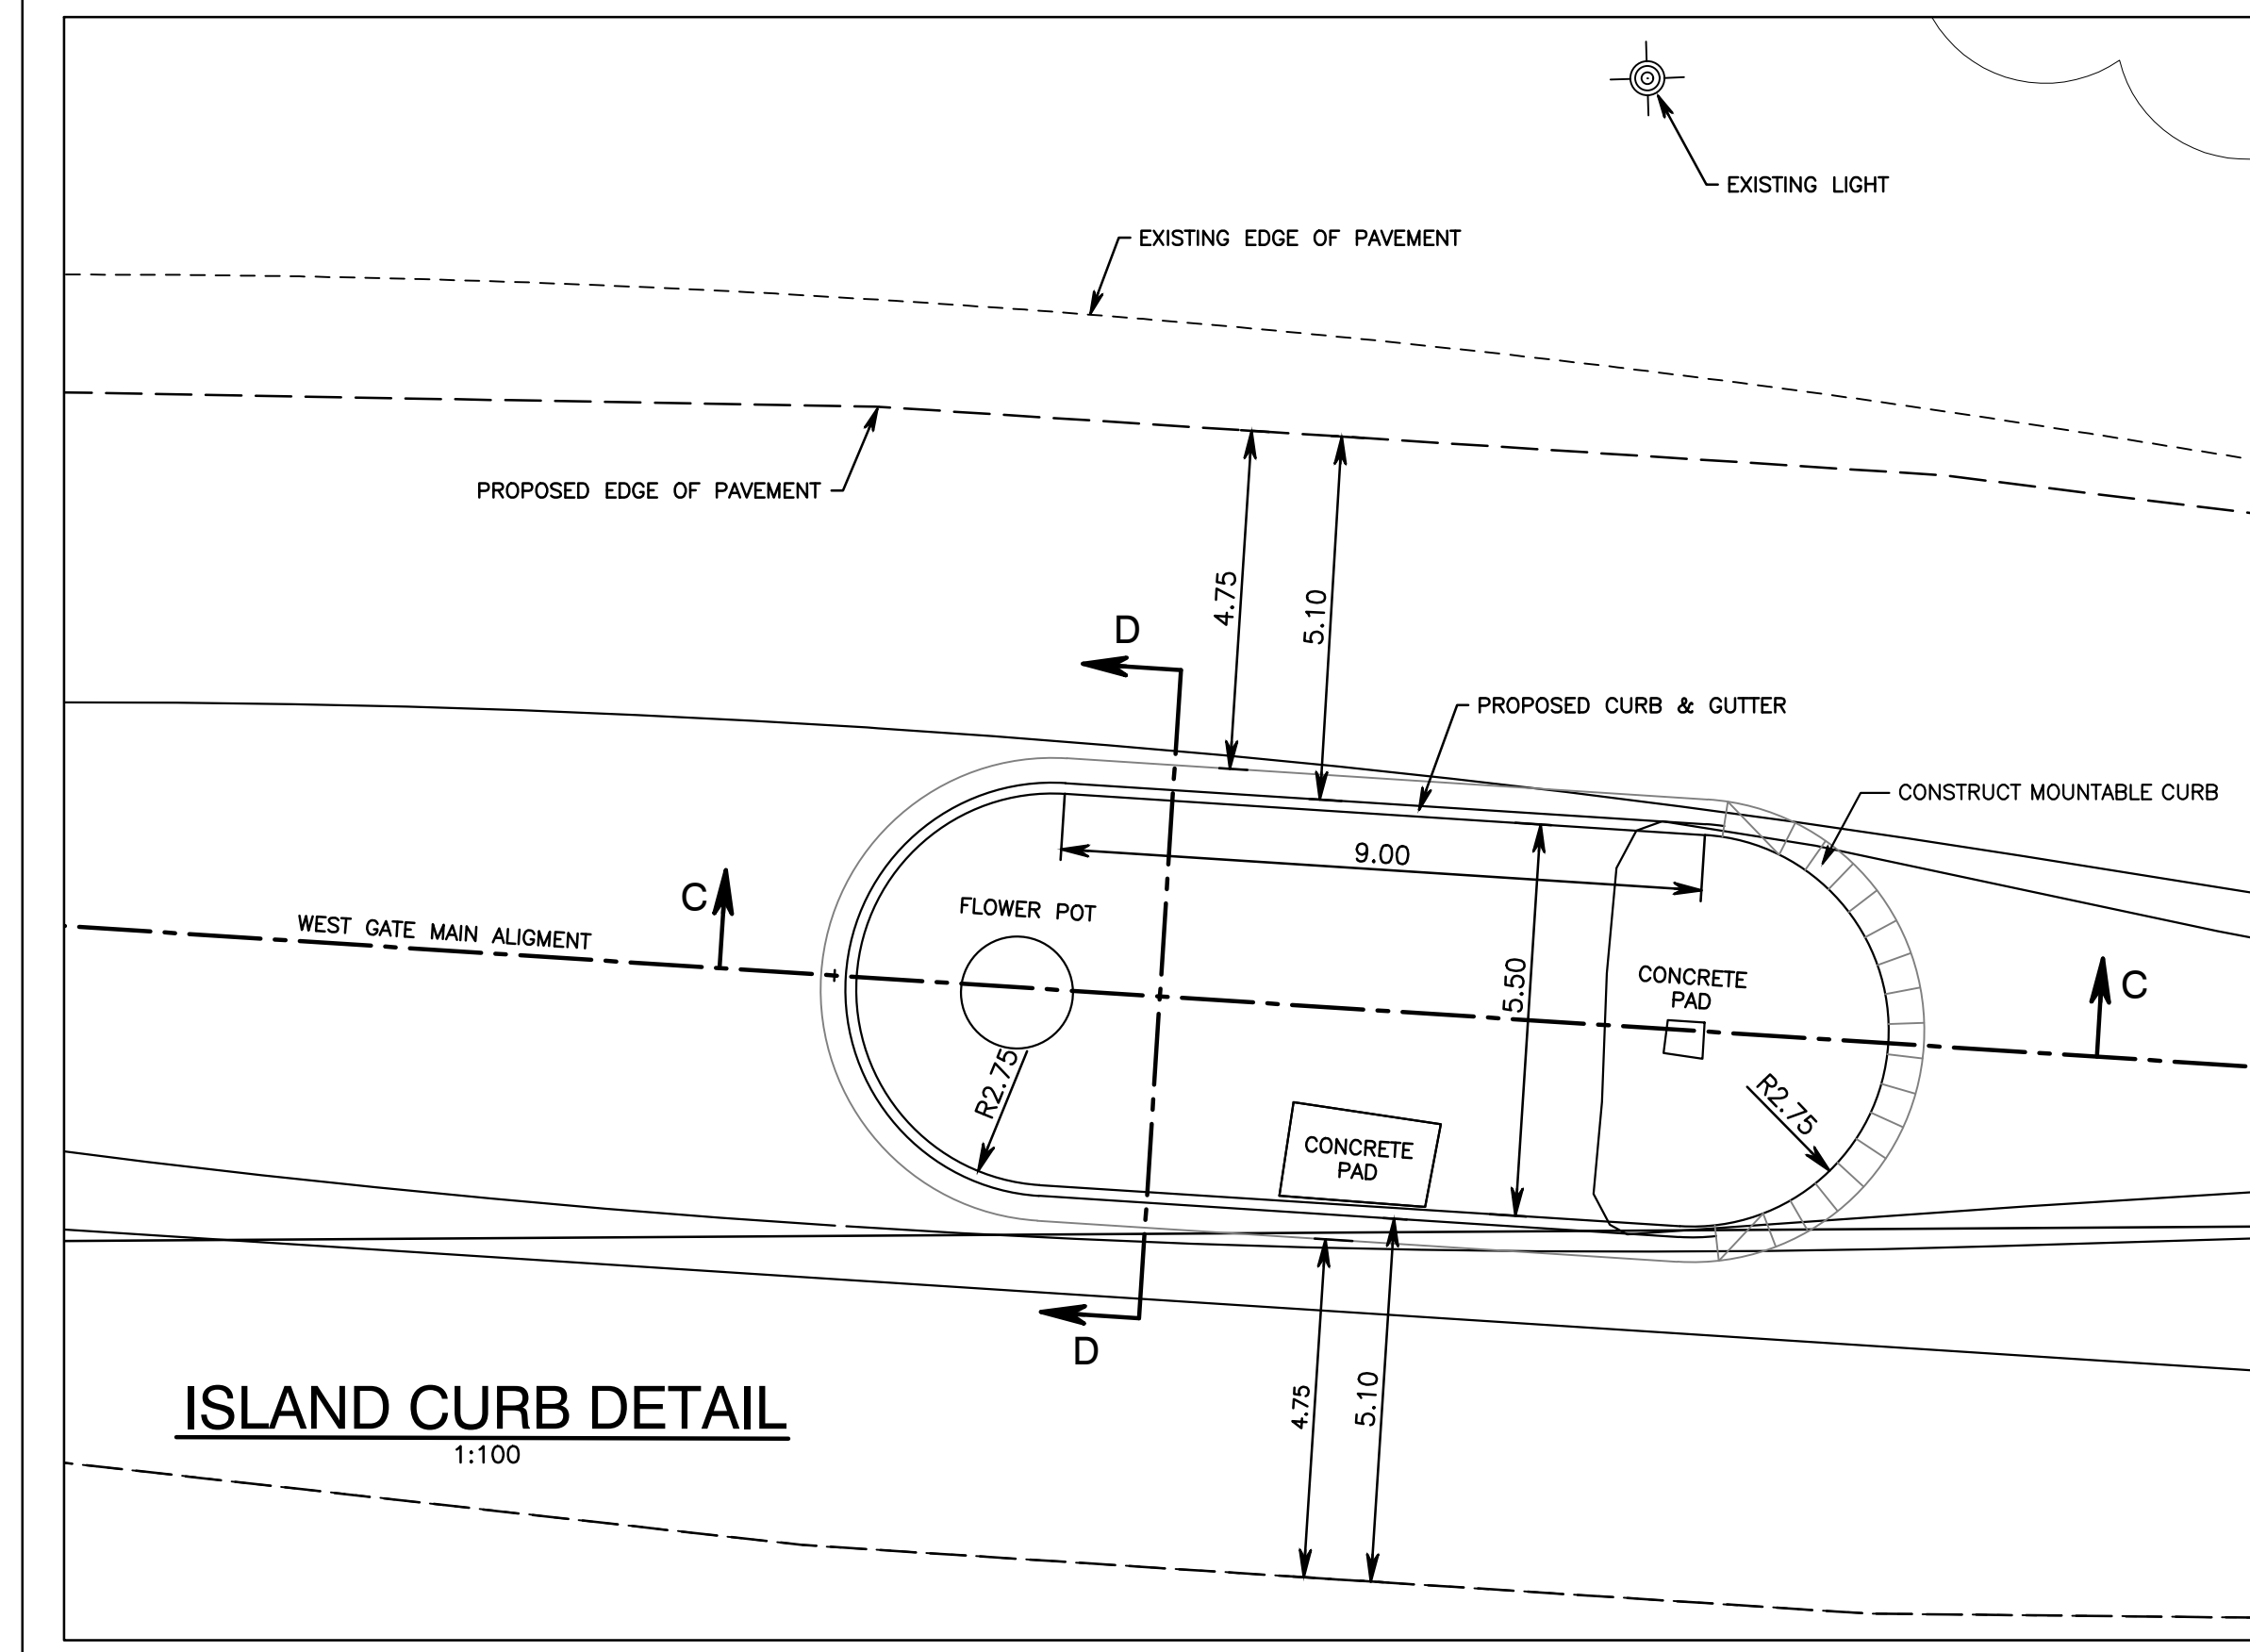 EXISTING LIGHT
EXISTING EDGE OF PAVEMENT
PROPOSED EDGE OF PAVEMENT
4.75
5.10
D
PROPOSED CURB & GUTTER
CONSTRUCT MOUNTABLE CURB
9.00
C
FLOWER POT
WEST GATE MAIN ALIGMENT
5.50
CONCRETE
PAD
C
R2.75
R2.75
CONCRETE
PAD
D
4.75
5.10
ISLAND CURB DETAIL
1:100